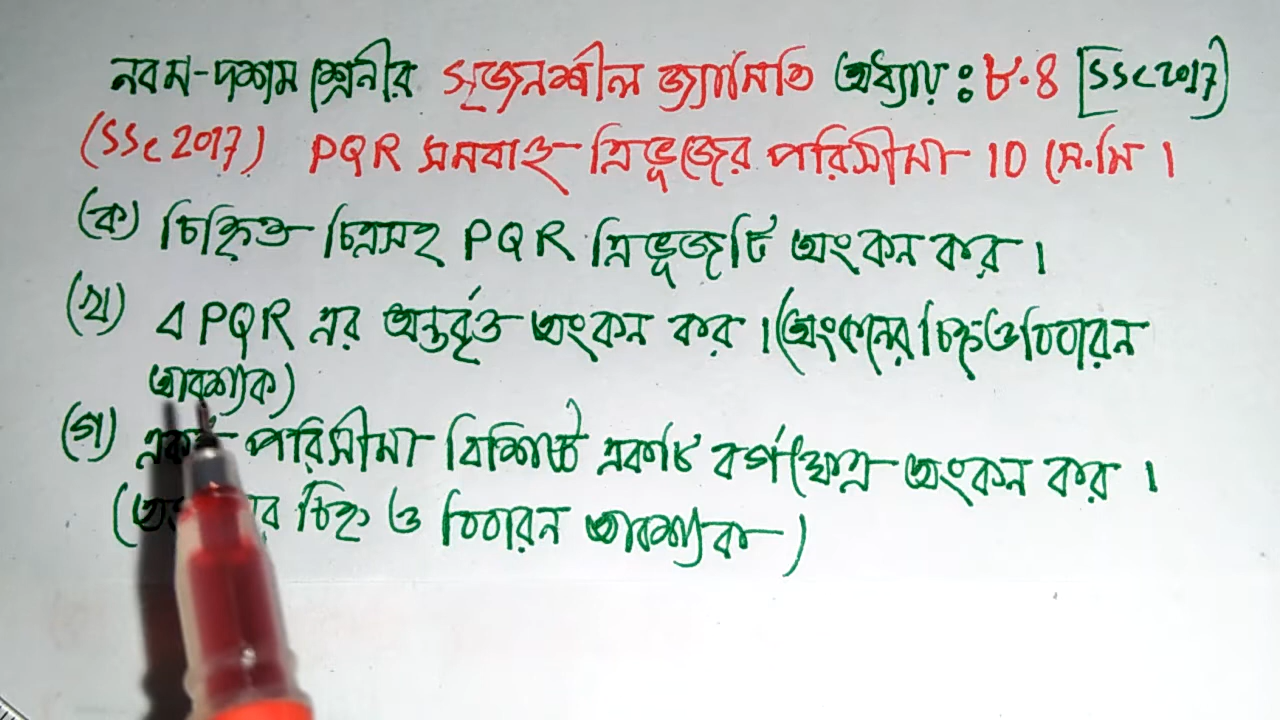 নবম-দশম শ্রেনীর সৃজনশীল জ্যামিতি অধ্যায়ঃ ৮.৪ [SSC 2017)
(SSC 2017) PQR সমবাহু ত্রিভূজের পরিসীমা 10 সে.মি।
(ক) চিহ্নিত চিত্রসহ PQR ত্রিভূজটি অংকন কর।
(খ) ∆ PQR এর অন্তর্বৃত্ত অংকন কর।(অংকনের চিহ্ন ও বিবরন
আবশ্যক)
(গ) একই পরিসীমা বিশিষ্ট একটি বর্গক্ষেত্র অংকন কর।
চিহ্ন ও বিবরন আবশ্যক)